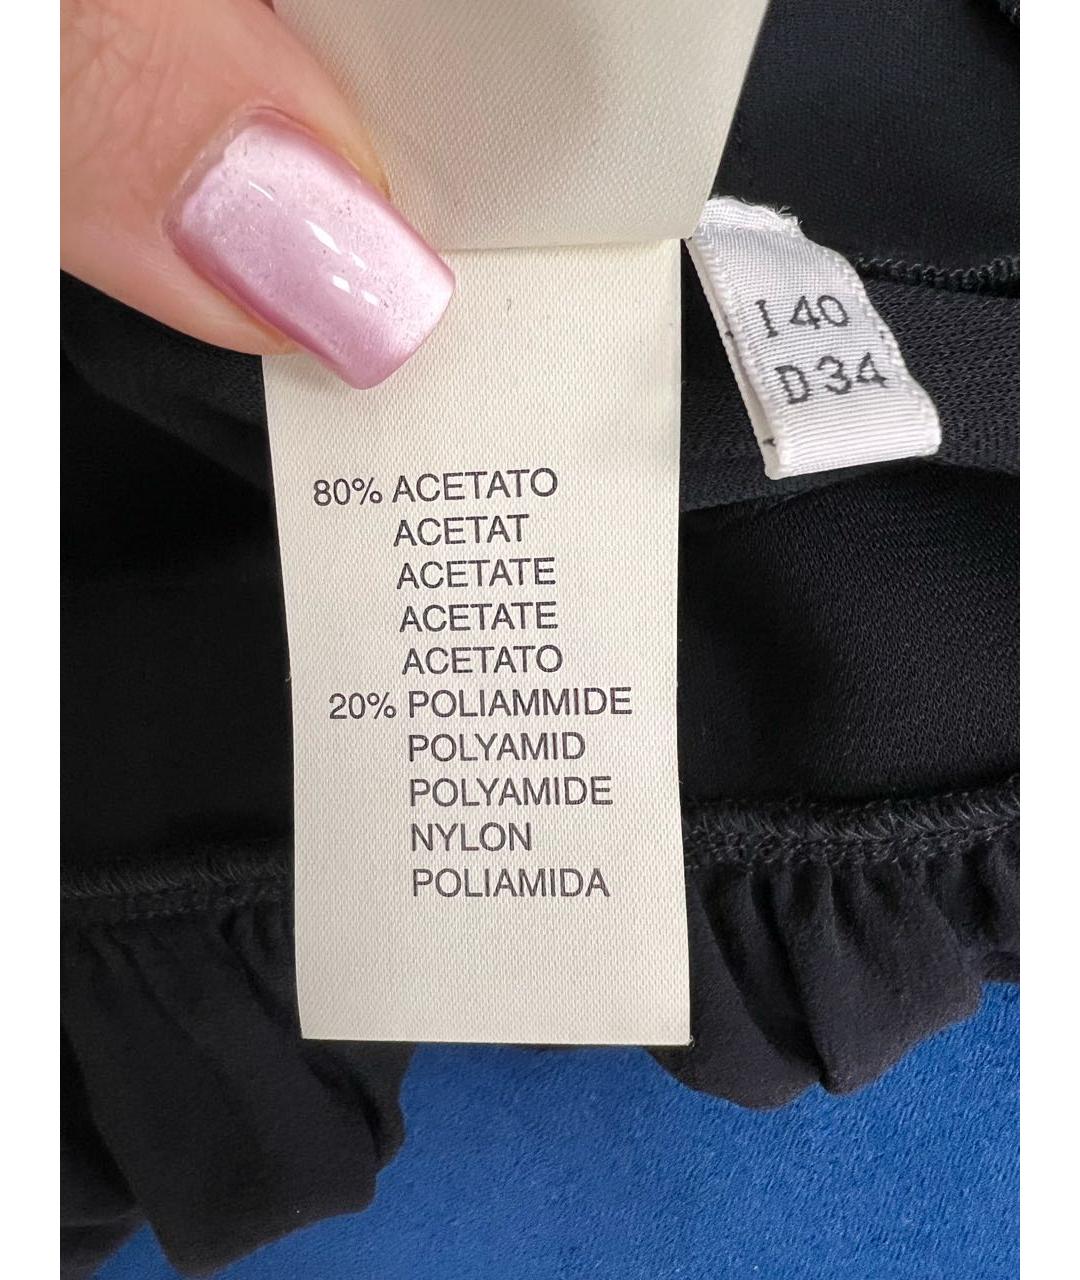 I 40
D 34
80% ACETATO
ACETAT
ACETATE
ACETATE
ACETATO
20% POLIAMMIDE
POLYAMID
POLYAMIDE
NYLON
POLIAMIDA